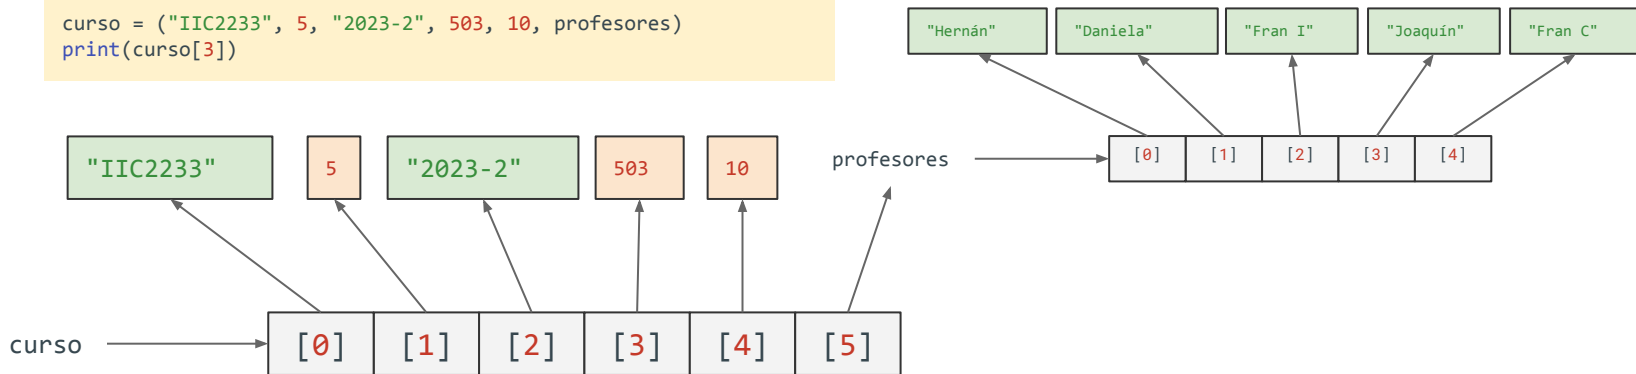 curso = ("IIC2233", 5, "2023-2", 503, 10, profesores)
print(curso[3])
"Hernán" "Daniela" "Fran I" "Joaquín" "Fran C"
"IIC2233" 5 "2023-2" 503 10
profesores [0] [1] [2] [3] [4]
curso [0] [1] [2] [3] [4] [5]